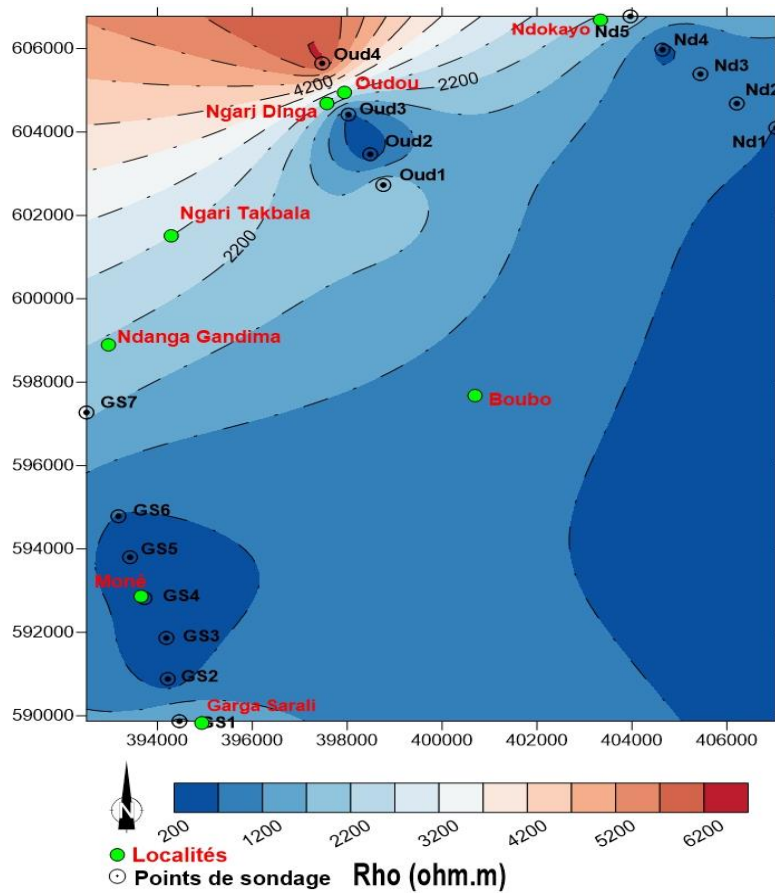 606000
604000
602000
600000
598000
596000
594000
592000
590000
Ndokayo
Nd5
Nd4
Nd3
Nd2
Nd1
Oud4
4200
Oudou
2200
Ngari Dinga
Oud3
Oud2
Oud1
Ngari Takbala
2200
Ndanga Gandima
GS7
Boubo
GS6
GS5
Moné
GS4
GS3
GS2
Garga Sarali
GS1
394000 396000 398000 400000 402000 404000 406000
N
200 1200 2200 3200 4200 5200 6200
Localités
Points de sondage
Rho (ohm.m)